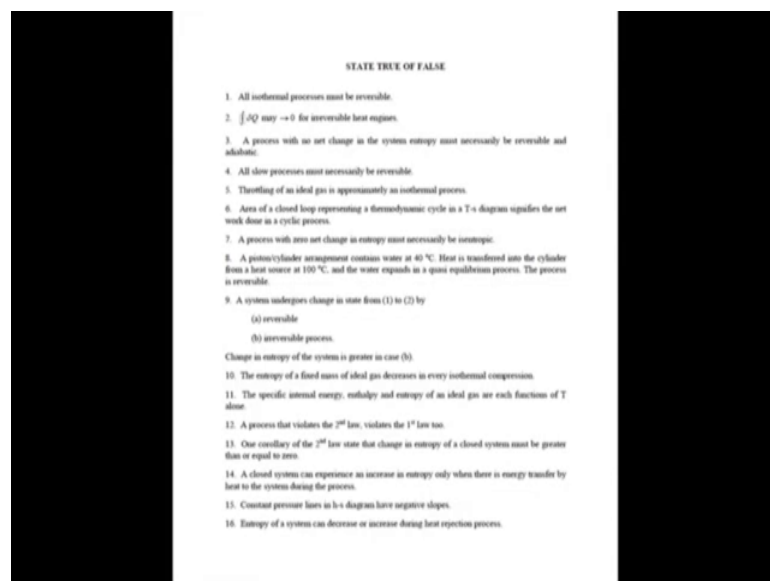 STATE TRUE OF FALSE
1. All isothermal processes must be reversible.
2. ∮ δQ may → 0 for irreversible heat engines.
3. A process with no net change in the system entropy must necessarily be reversible and
adiabatic.
4. All slow processes must necessarily be reversible.
5. Throttling of an ideal gas is approximately an isothermal process.
6. Area of a closed loop representing a thermodynamic cycle in a T-s diagram signifies the net
work done in a cyclic process.
7. A process with zero net change in entropy must necessarily be isentropic.
8. A piston/cylinder arrangement contains water at 40 °C. Heat is transferred into the cylinder
from a heat source at 100 °C, and the water expands in a quasi equilibrium process. The process
is reversible.
9. A system undergoes change in state from (1) to (2) by
(a) reversible
(b) irreversible process.
Change in entropy of the system is greater in case (b).
10. The entropy of a fixed mass of ideal gas decreases in every isothermal compression.
11. The specific internal energy, enthalpy and entropy of an ideal gas are each functions of T
alone.
12. A process that violates the 2nd law, violates the 1st law too.
13. One corollary of the 2nd law state that change in entropy of a closed system must be greater
than or equal to zero.
14. A closed system can experience an increase in entropy only when there is energy transfer by
heat to the system during the process.
15. Constant pressure lines in h-s diagram have negative slopes.
16. Entropy of a system can decrease or increase during heat rejection process.